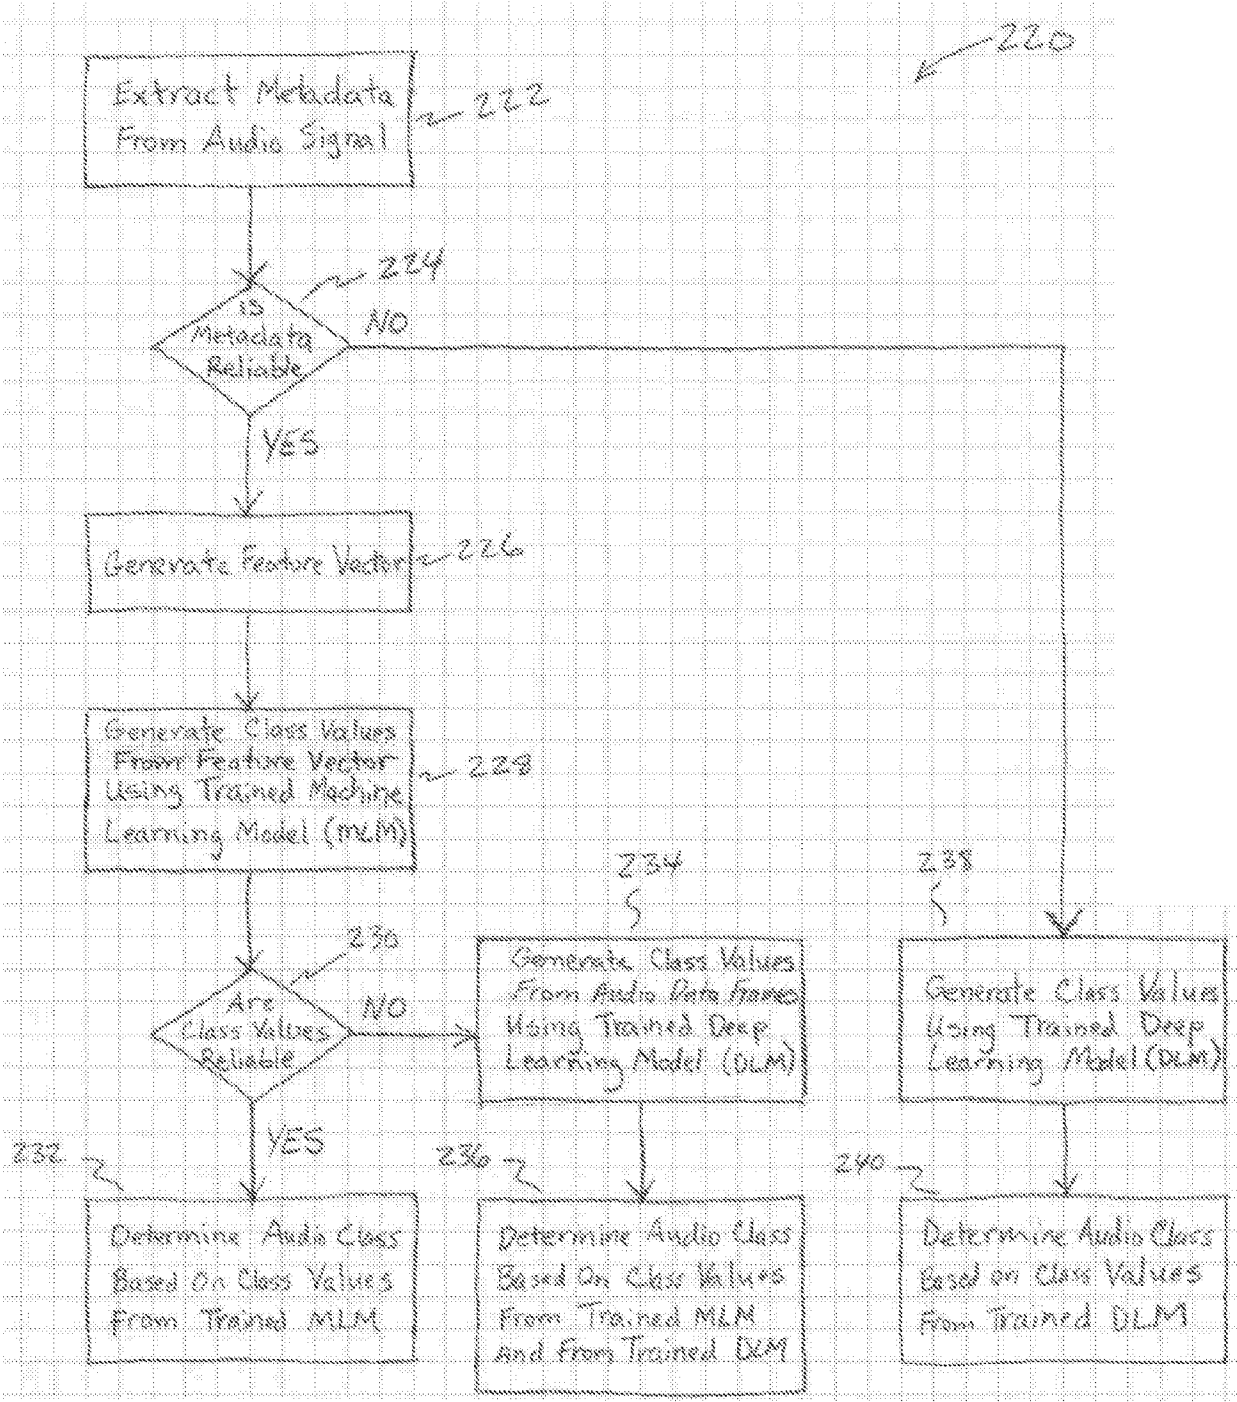 220
Extract Metadata
From Audio Signal
222
224
is
Metadata
Reliable
NO
YES
Generate Feature Vector
226
Generate Class Values
From Feature Vector
Using Trained Machine
Learning Model (MLM)
228
230
Are
Class Values
Reliable
NO
YES
234
Generate Class Values
From Audio Data Frames
Using Trained Deep
Learning Model (DLM)
238
Generate Class Values
Using Trained Deep
Learning Model (DLM)
232
Determine Audio Class
Based On Class Values
From Trained MLM
236
Determine Audio Class
Based On Class Values
From Trained MLM
And From Trained DLM
240
Determine Audio Class
Based on Class Values
From Trained DLM